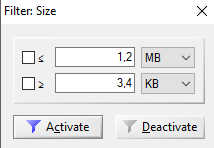 Filter: Size
≤ 1,2 MB
≥ 3,4 KB
Activate Deactivate